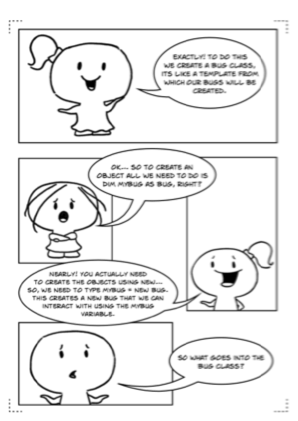 EXACTLY! TO DO THIS
WE CREATE A BUG CLASS,
ITS LIKE A TEMPLATE FROM
WHICH OUR BUGS WILL BE
CREATED.
OK... SO TO CREATE AN
OBJECT ALL WE NEED TO DO IS
DIM MYBUG AS BUG, RIGHT?
NEARLY! YOU ACTUALLY NEED
TO CREATE THE OBJECTS USING NEW...
SO, WE NEED TO TYPE MYBUG = NEW BUG.
THIS CREATES A NEW BUG THAT WE CAN
INTERACT WITH USING THE MYBUG
VARIABLE.
SO WHAT GOES INTO THE
BUG CLASS?